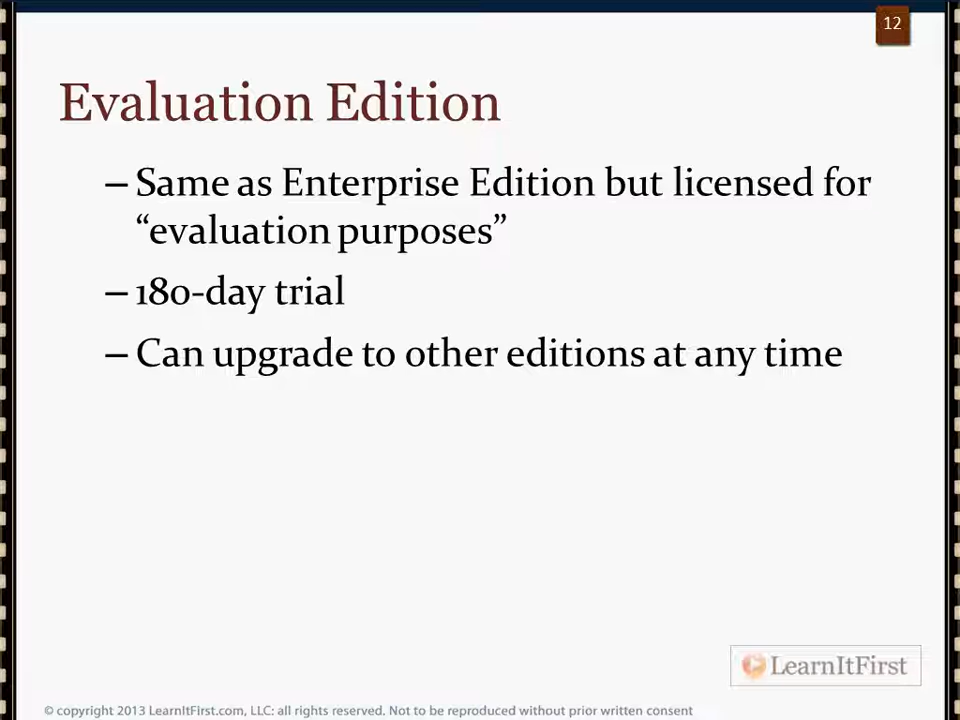 12
Evaluation Edition
– Same as Enterprise Edition but licensed for
“evaluation purposes”
– 180-day trial
– Can upgrade to other editions at any time
LearnItFirst
© copyright 2013 LearnItFirst.com, LLC: all rights reserved. Not to be reproduced without prior written consent